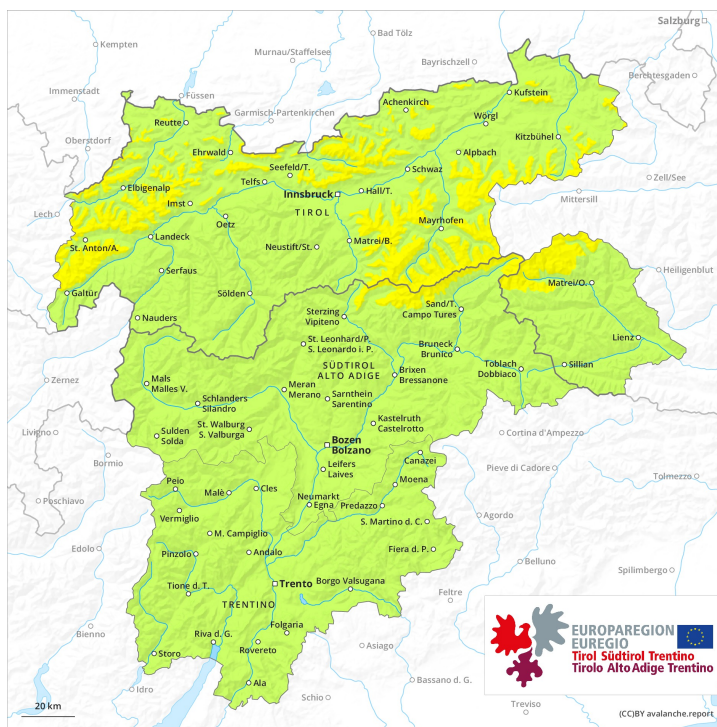 Salzburg
Kempten
Bad Tölz
Murnau/Staffelsee
Bayrischzell
Berchtesgaden
Immenstadt
Füssen
Garmisch-Partenkirchen
Achenkirch
Kufstein
Reutte
Wörgl
Oberstdorf
Kitzbühel
Ehrwald
Alpbach
Seefeld/T.
Schwaz
Telfs
Zell/See
Elbigenalp
Innsbruck
Hall/T.
Mittersill
Imst
TIROL
Lech
Oetz
Mayrhofen
St. Anton/A.
Landeck
Neustift/St.
Matrei/B.
Serfaus
Heiligenblut
Matrei/O.
Galtür
Sölden
Sand/T.
Campo Tures
Nauders
Sterzing
Vipiteno
St. Leonhard/P.
S. Leonardo i. P.
Bruneck
Brunico
Lienz
SÜDTIROL
ALTO ADIGE
Toblach
Dobbiaco
Sillian
Brixen
Bressanone
Zernez
Mals
Malles V.
Meran
Merano
Sarnthein
Sarentino
Schlanders
Silandro
Kastelruth
Castelrotto
St. Walburg
S. Valburga
Livigno
Sulden
Solda
Cortina d'Ampezzo
Bozen
Bolzano
Bormio
Canazei
Leifers
Laives
Pieve di Cadore
Tolmezzo
Peio
Malè
Cles
Moena
Poschiavo
Neumarkt
Egna
Predazzo
Vermiglio
Agordo
S. Martino d. C.
M. Campiglio
Edolo
Pinzolo
Andalo
Fiera d. P.
Belluno
Spilimbergo
Tione d. T.
Trento
Borgo Valsugana
Feltre
TRENTINO
Bienno
Folgaria
Riva d. G.
Rovereto
Asiago
Storo
Bassano d. G.
Idro
Ala
Schio
Treviso
EUROPAREGION
EUREGIO
Tirol Südtirol Trentino
Tirolo Alto Adige Trentino
20 km
(CC)BY avalanche.report